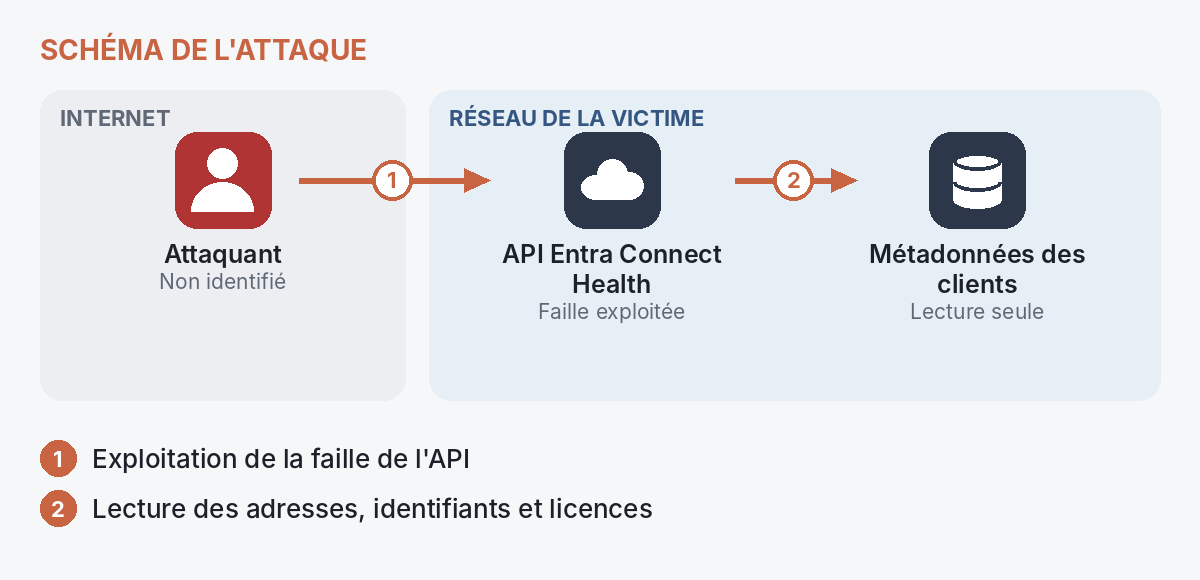 SCHÉMA DE L'ATTAQUE
INTERNET
RÉSEAU DE LA VICTIME
1
2
Attaquant
Non identifié
API Entra Connect
Health
Faille exploitée
Métadonnées des
clients
Lecture seule
1 Exploitation de la faille de l'API
2 Lecture des adresses, identifiants et licences